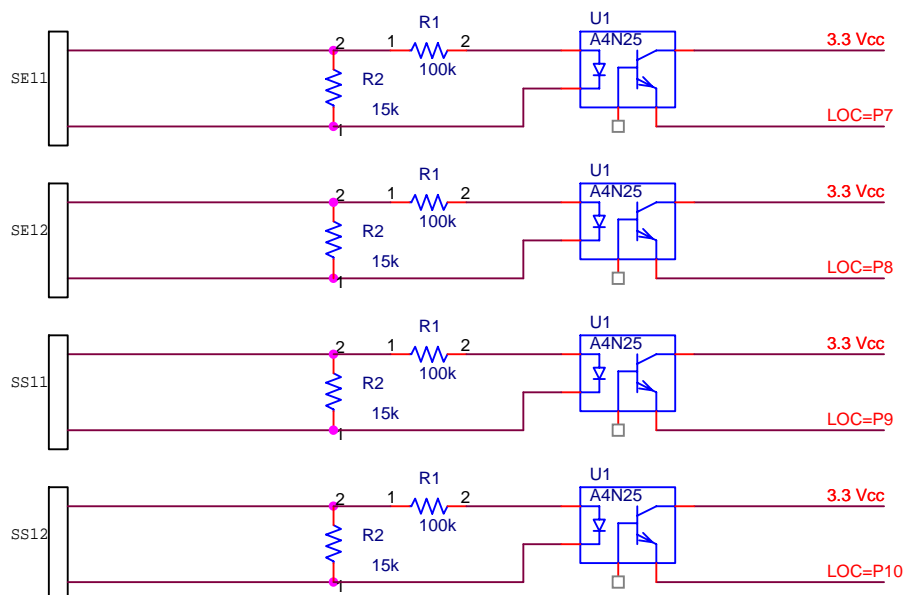 R1
U1
A4N25
3.3 Vcc
2
1
2
SE11
R2
100k
15k
1
LOC=P7
R1
U1
A4N25
3.3 Vcc
2
1
2
SE12
R2
100k
15k
1
LOC=P8
R1
U1
A4N25
3.3 Vcc
2
1
2
SS11
R2
100k
15k
1
LOC=P9
R1
U1
A4N25
3.3 Vcc
2
1
2
SS12
R2
100k
15k
1
LOC=P10